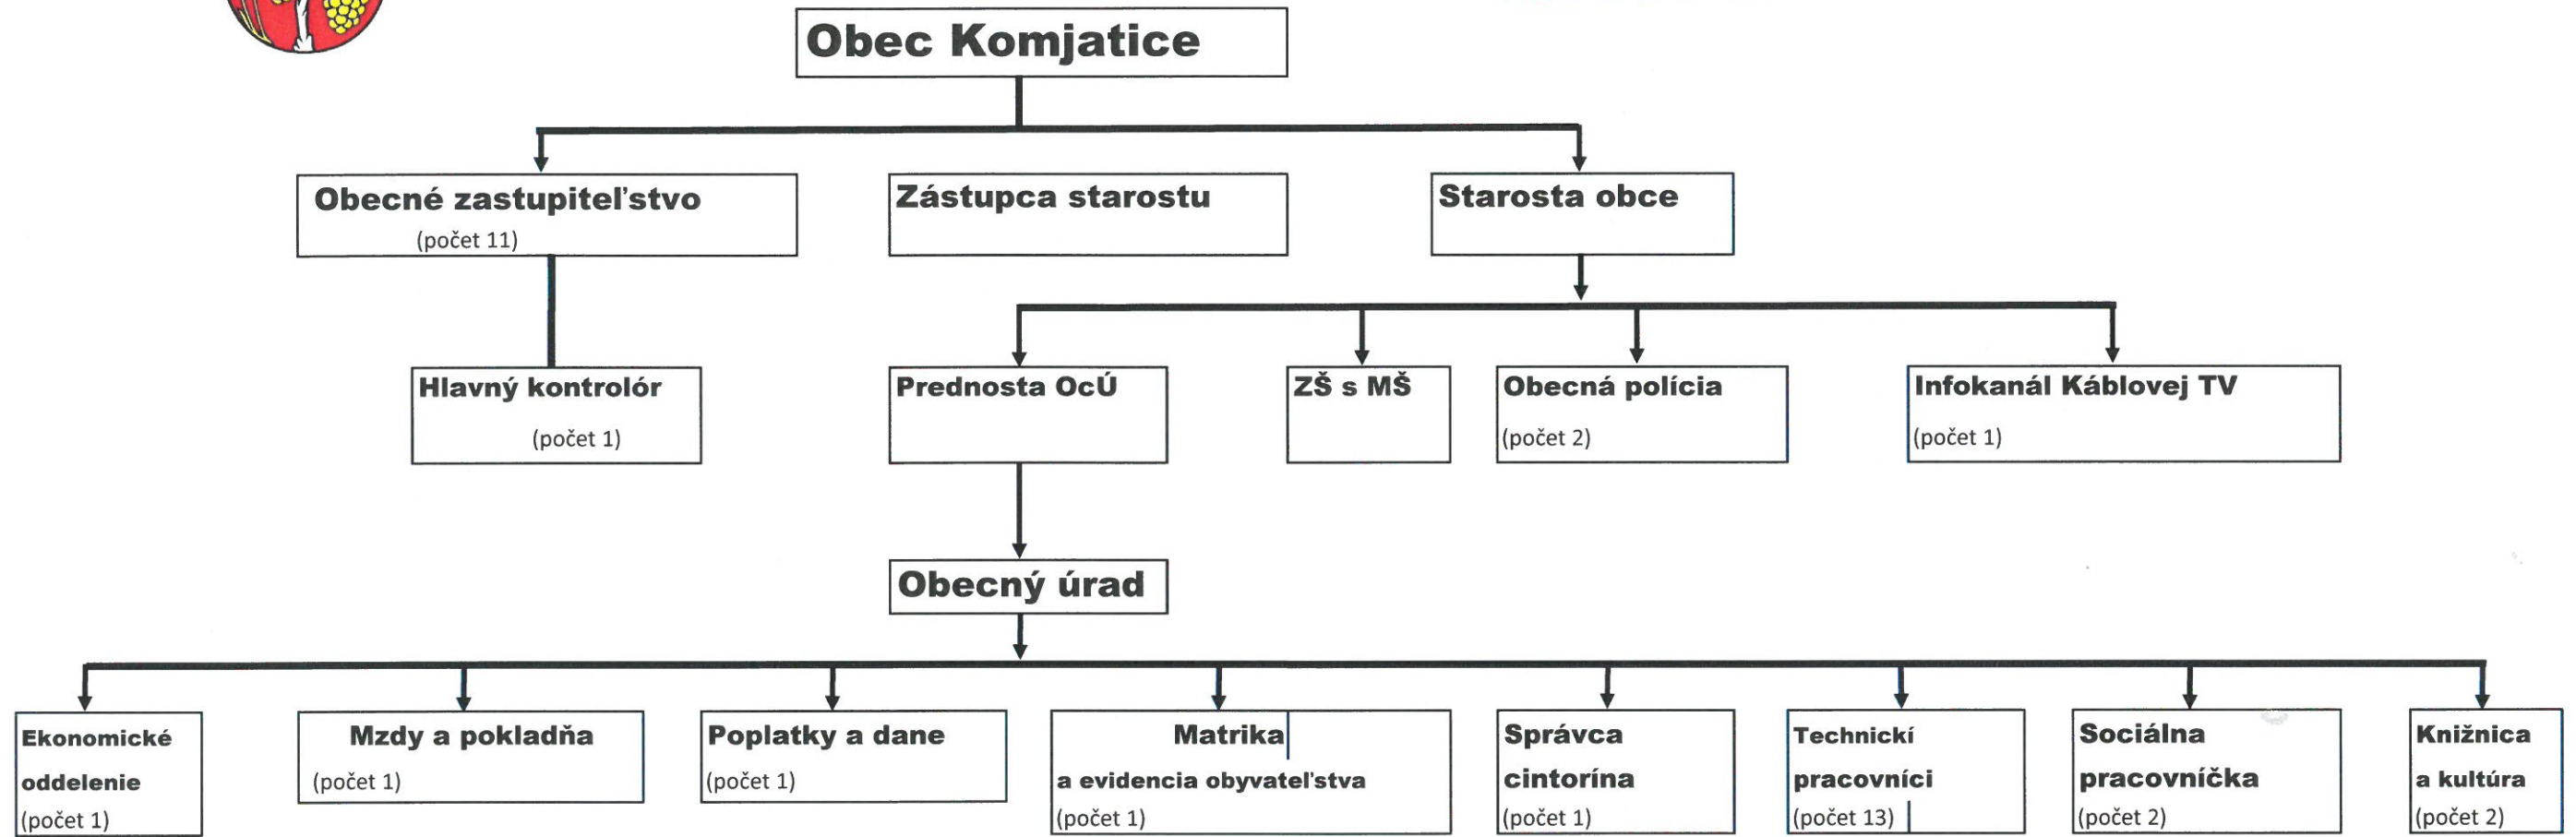 Obec Komjatice
Obecné zastupiteľstvo
(počet 11)
Zástupca starostu
Starosta obce
Hlavný kontrolór
(počet 1)
Prednosta OcÚ
ZŠ s MŠ
Obecná polícia
(počet 2)
Infokanál Káblovej TV
(počet 1)
Obecný úrad
Ekonomické
oddelenie
(počet 1)
Mzdy a pokladňa
(počet 1)
Poplatky a dane
(počet 1)
Matrika
a evidencia obyvateľstva
(počet 1)
Správca
cintorína
(počet 1)
Technickí
pracovníci
(počet 13)
Sociálna
pracovníčka
(počet 2)
Knižnica
a kultúra
(počet 2)